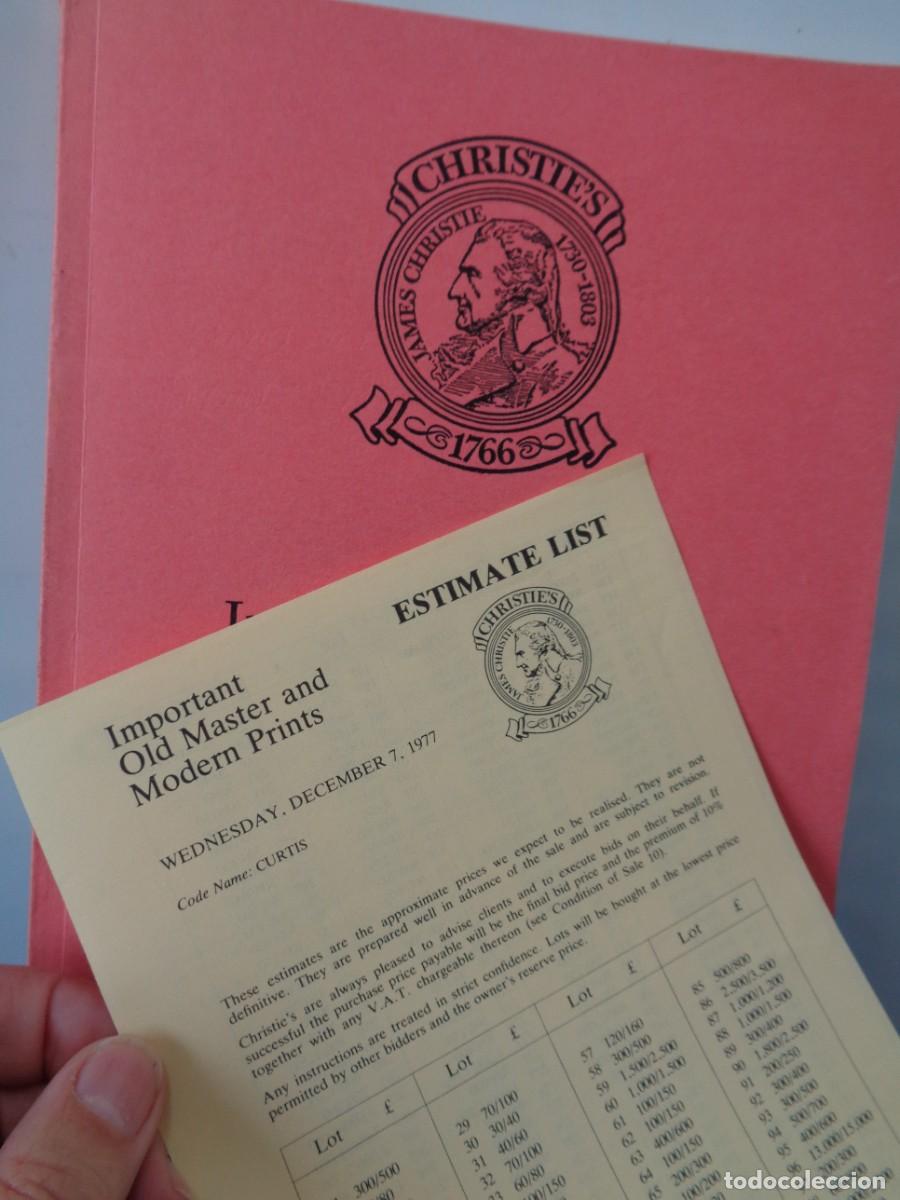 CHRISTIE'S
JAMES CHRISTIE 1730-1803
1766
ESTIMATE LIST
CHRISTIE'S
JAMES CHRISTIE 1730-1803
1766
Important
Old Master and
Modern Prints
WEDNESDAY, DECEMBER 7, 1977
Code Name: CURTIS
These estimates are the approximate prices we expect to be realised. They are not
definitive. They are prepared well in advance of the sale and are subject to revision.
Christie's are always pleased to advise clients and to execute bids on their behalf. If
successful the purchase price payable will be the final bid price and the premium of 10%
together with any V.A.T. chargeable thereon (see Condition of Sale 10).
Any instructions are treated in strict confidence. Lots will be bought at the lowest price
permitted by other bidders and the owner's reserve price.
Lot £
300/500
Lot £
29 70/100
30 30/40
31 40/60
32 70/100
33 60/80
Lot £
57 120/160
58 300/500
59 1.500/2.500
60 1.000/1.500
61 100/150
62 100/150
63 400/600
64 100/150
65 200/300
Lot £
85 500/800
86 2.500/3.500
87 1.000/1.200
88 1.000/1.500
89 300/400
90 1.800/2.500
91 200/250
92 300/400
93 300/500
94 500/700
95 400/600
96 13.000/15.000
todocoleccion